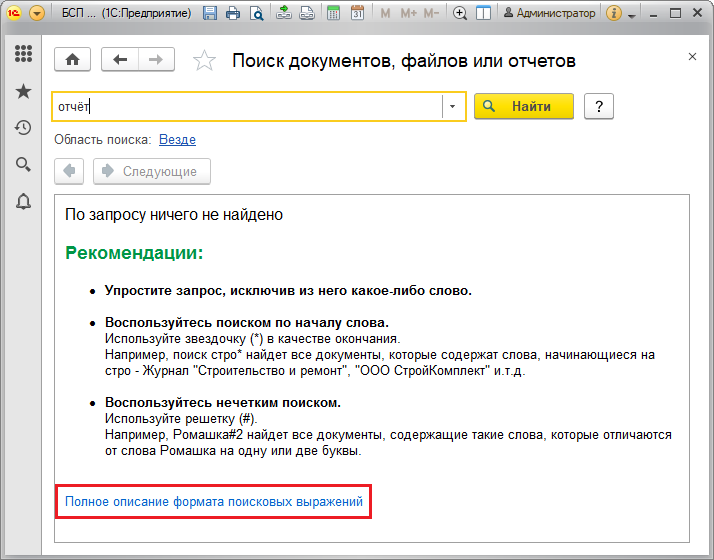 БСП ... (1С:Предприятие)
M M+ M- Администратор
Поиск документов, файлов или отчетов
отчёт
Найти
?
Область поиска: Везде
Следующие
По запросу ничего не найдено
Рекомендации:
Упростите запрос, исключив из него какое-либо слово.
Воспользуйтесь поиском по началу слова.
Используйте звездочку (*) в качестве окончания.
Например, поиск стро* найдет все документы, которые содержат слова, начинающиеся на
стро - Журнал "Строительство и ремонт", "ООО СтройКомплект" и.т.д.
Воспользуйтесь нечетким поиском.
Используйте решетку (#).
Например, Ромашка#2 найдет все документы, содержащие такие слова, которые отличаются
от слова Ромашка на одну или две буквы.
Полное описание формата поисковых выражений